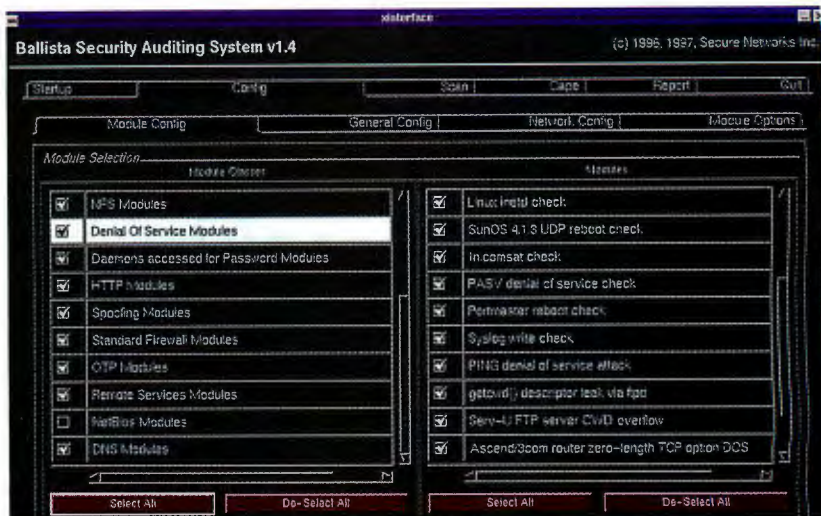 xinterface
Ballista Security Auditing System v1.4
(c) 1996, 1997, Secure Networks Inc.
Startup Config Scan Cape Report Quit
Module Config General Config Network Config Module Options
Module Selection
Module Classes
Modules
NFS Modules
Denial Of Service Modules
Daemons accessed for Password Modules
HTTP Modules
Spoofing Modules
Standard Firewall Modules
OTP Modules
Remote Services Modules
NetBios Modules
DNS Modules
Linux inetd check
SunOS 4.1.3 UDP reboot check
In.comsat check
PASV denial of service check
Portmaster reboot check
Syslog write check
PING denial of service attack
getcwd() descriptor leak via ftpd
Serv-U FTP server CWD overflow
Ascend/3com router zero-length TCP option DOS
Select All
De-Select All
Select All
De-Select All